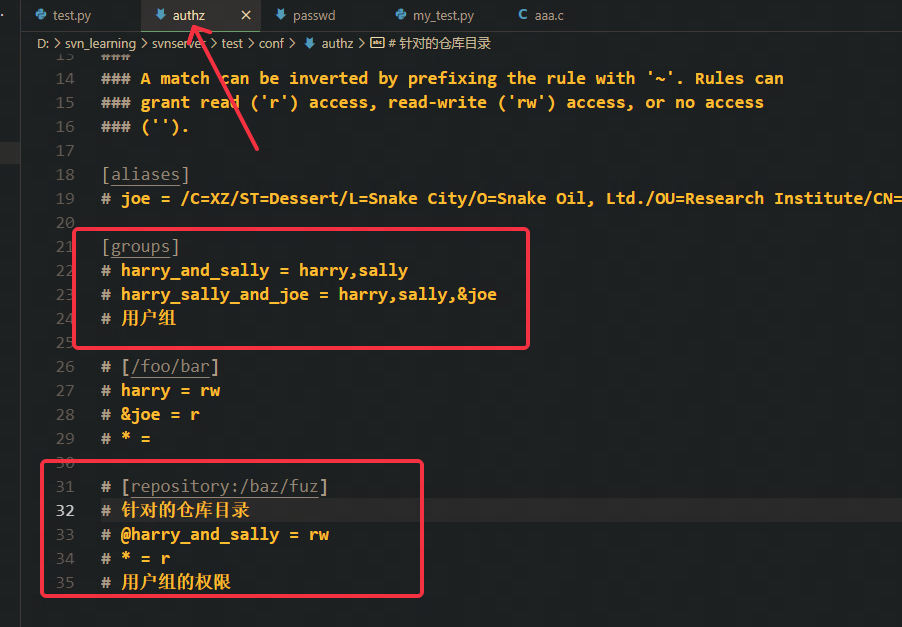 test.py authz × passwd my_test.py C aaa.c
D: > svn_learning > svnserver > test > conf > authz > # 针对的仓库目录
13 ###
14 ### A match can be inverted by prefixing the rule with '~'. Rules can
15 ### grant read ('r') access, read-write ('rw') access, or no access
16 ### ('').
17
18 [aliases]
19 # joe = /C=XZ/ST=Dessert/L=Snake City/O=Snake Oil, Ltd./OU=Research Institute/CN=
20
21 [groups]
22 # harry_and_sally = harry,sally
23 # harry_sally_and_joe = harry,sally,&joe
24 # 用户组
25
26 # [/foo/bar]
27 # harry = rw
28 # &joe = r
29 # * =
30
31 # [repository:/baz/fuz]
32 # 针对的仓库目录
33 # @harry_and_sally = rw
34 # * = r
35 # 用户组的权限